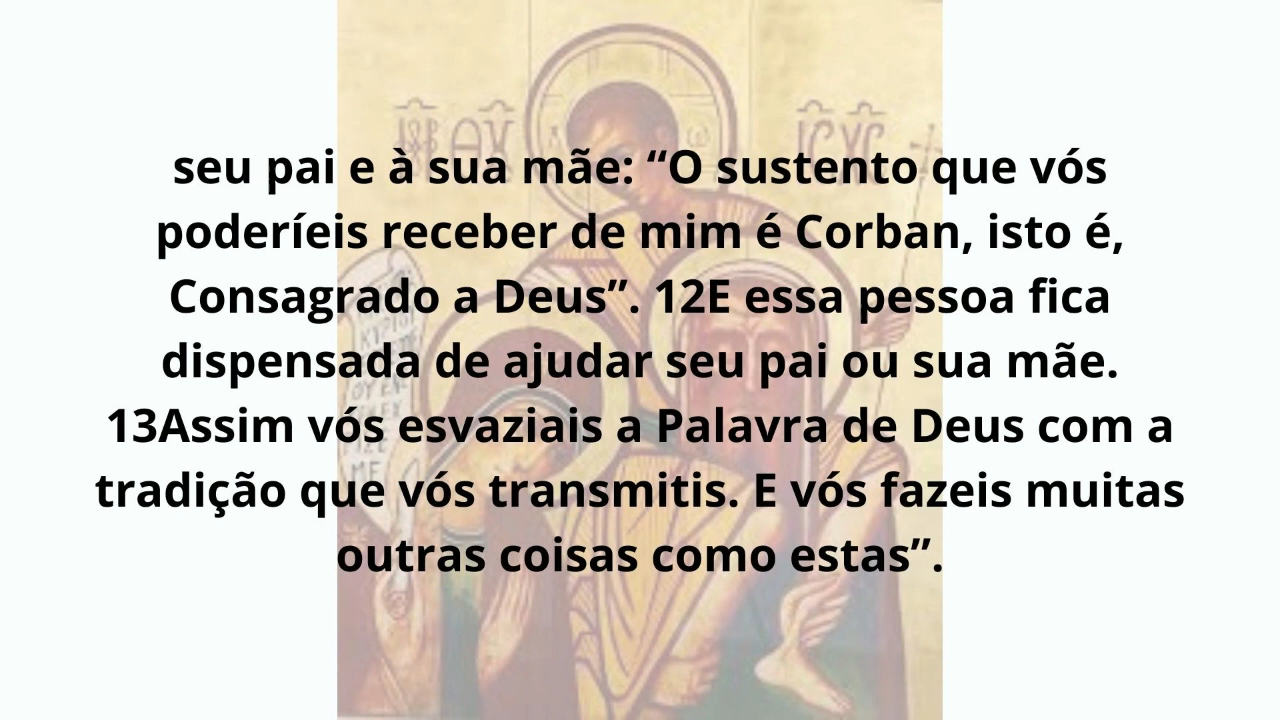 seu pai e à sua mãe: “O sustento que vós
poderíeis receber de mim é Corban, isto é,
Consagrado a Deus”. 12E essa pessoa fica
dispensada de ajudar seu pai ou sua mãe.
13Assim vós esvaziais a Palavra de Deus com a
tradição que vós transmitis. E vós fazeis muitas
outras coisas como estas”.